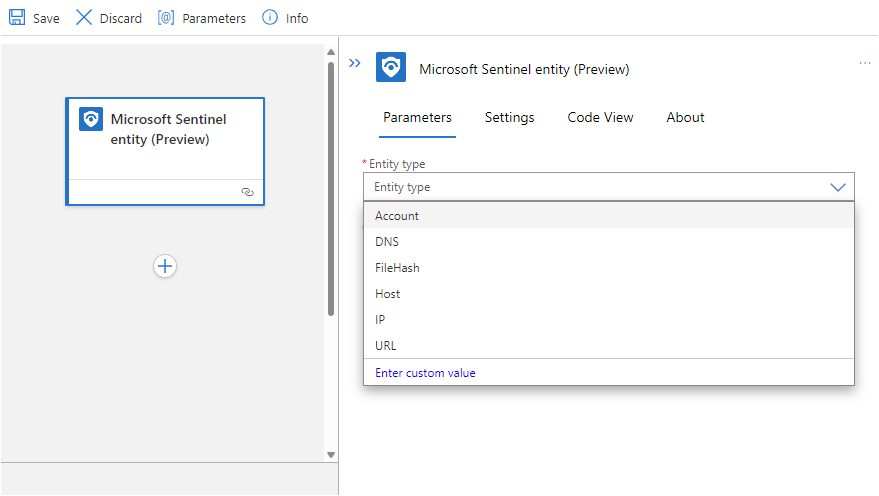 Save
Discard
[@] Parameters
Info
Microsoft Sentinel
entity (Preview)
Microsoft Sentinel entity (Preview)
Parameters
Settings
Code View
About
* Entity type
Entity type
Account
DNS
FileHash
Host
IP
URL
Enter custom value